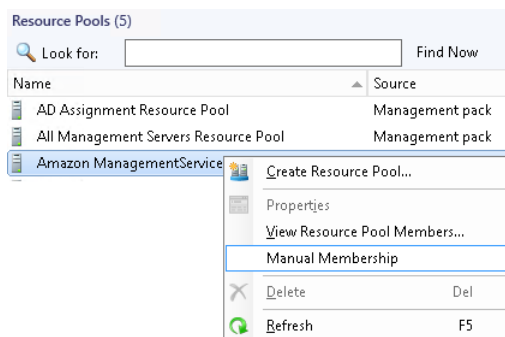 Resource Pools (5)
Look for: Find Now
Name Source
AD Assignment Resource Pool Management pack
All Management Servers Resource Pool Management pack
Amazon ManagementService
Create Resource Pool...
Properties
View Resource Pool Members...
Manual Membership
Delete Del
Refresh F5